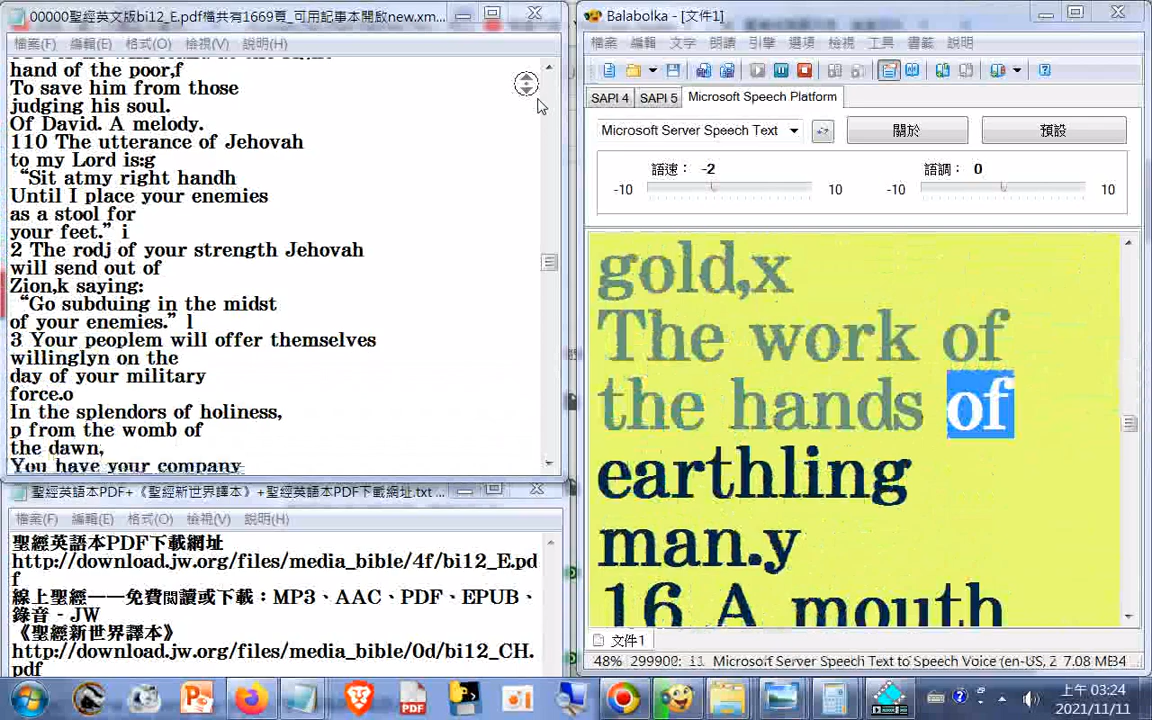 00000聖經英文版bi12_E.pdf檔共有1669頁_可用記事本開啟new.xm...
檔案(F) 編輯(E) 格式(O) 檢視(V) 說明(H)
hand of the poor,f
To save him from those
judging his soul.
Of David. A melody.
110 The utterance of Jehovah
to my Lord is:g
“Sit atmy right handh
Until I place your enemies
as a stool for
your feet.” i
2 The rodj of your strength Jehovah
will send out of
Zion,k saying:
“Go subduing in the midst
of your enemies.” l
3 Your peoplem will offer themselves
willinglyn on the
day of your military
force.o
In the splendors of holiness,
p from the womb of
the dawn,
You have your company
聖經英語本PDF+《聖經新世界譯本》+聖經英語本PDF下載網址.txt ...
檔案(F) 編輯(E) 格式(O) 檢視(V) 說明(H)
聖經英語本PDF下載網址
http://download.jw.org/files/media_bible/4f/bi12_E.pd
f
線上聖經——免費閱讀或下載：MP3、AAC、PDF、EPUB、
錄音 - JW
《聖經新世界譯本》
http://download.jw.org/files/media_bible/0d/bi12_CH.
pdf
Balabolka - [文件1]
檔案 編輯 文字 朗讀 引擎 選項 檢視 工具 書籤 說明
SAPI 4 SAPI 5 Microsoft Speech Platform
Microsoft Server Speech Text 關於 預設
語速： -2 語調： 0
-10 10 -10 10
gold,x
The work of
the hands of
earthling
man.y
16 A mouth
文件1
48% 299900: 11 Microsoft Server Speech Text to Speech Voice (en-US, Z 7.08 MB34
上午 03:24
2021/11/11